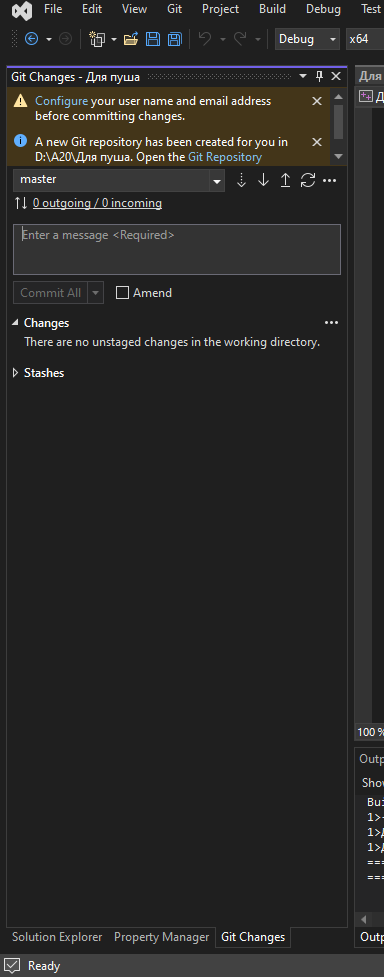 File Edit View Git Project Build Debug
Debug x64
Git Changes - Для пуша
Для
Configure your user name and email address
before committing changes.
A new Git repository has been created for you in
D:\A20\Для пуша. Open the Git Repository
master
0 outgoing / 0 incoming
Enter a message <Required>
Commit All Amend
Changes
There are no unstaged changes in the working directory.
Stashes
100 %
Outp
Show
Bui
1>-
1>Д
1>Д
===
===
Solution Explorer Property Manager Git Changes
Outp
Ready